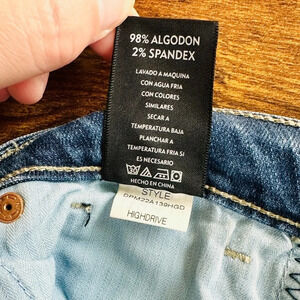 98% ALGODON
2% SPANDEX
LAVADO A MAQUINA
CON AGUA FRIA
CON COLORES
SIMILARES
SECAR A
TEMPERATURA BAJA
PLANCHAR A
TEMPERATURA FRIA SI
ES NECESARIO
HECHO EN CHINA
STYLE
DPM22A139HGD
HIGHDRIVE